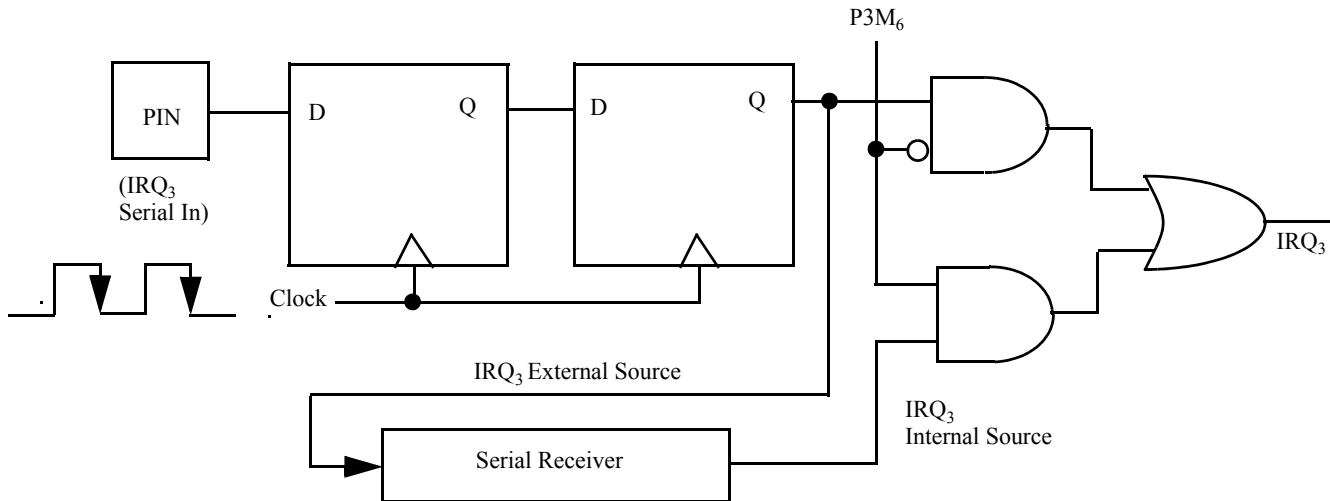 P3M₆
PIN
D
Q
D
Q
(IRQ₃
Serial In)
IRQ₃
Clock
IRQ₃ External Source
IRQ₃
Internal Source
Serial Receiver